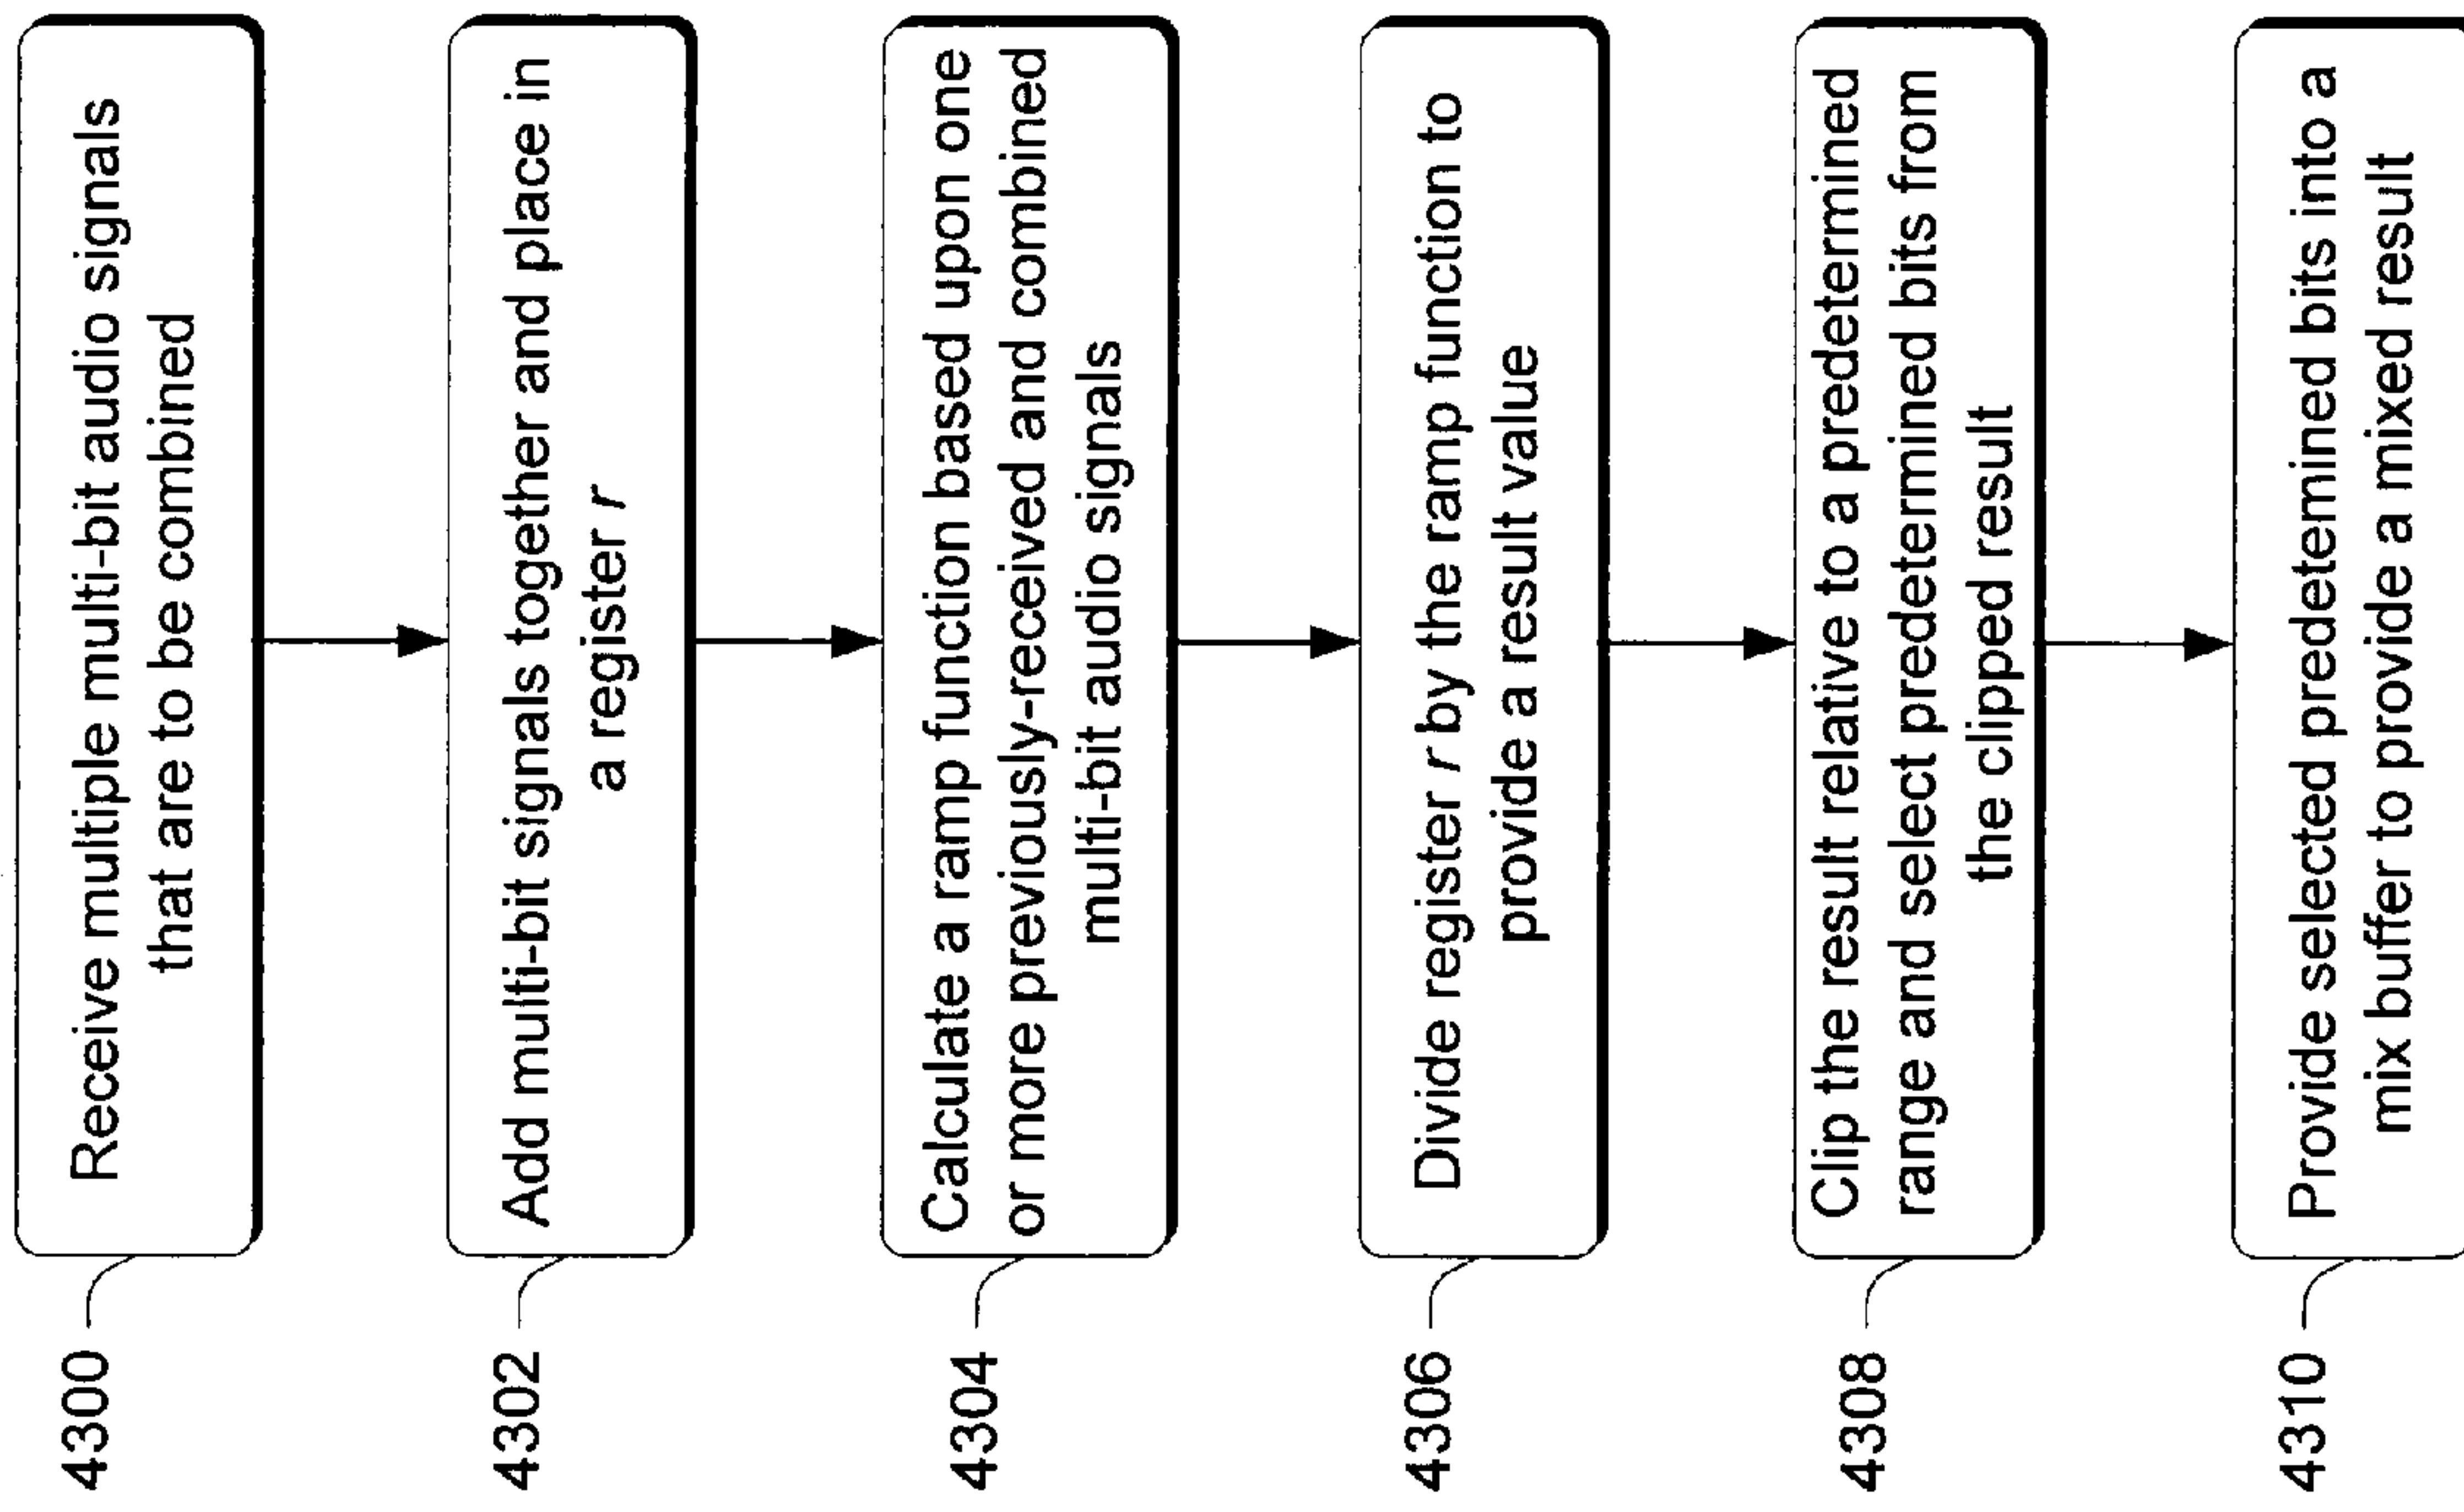 4300
Receive multiple multi-bit audio signals
that are to be combined
4302
Add multi-bit signals together and place in
a register r
4304
Calculate a ramp function based upon one
or more previously-received and combined
multi-bit audio signals
4306
Divide register r by the ramp function to
provide a result value
4308
Clip the result relative to a predetermined
range and select predetermined bits from
the clipped result
4310
Provide selected predetemined bits into a
mix buffer to provide a mixed result